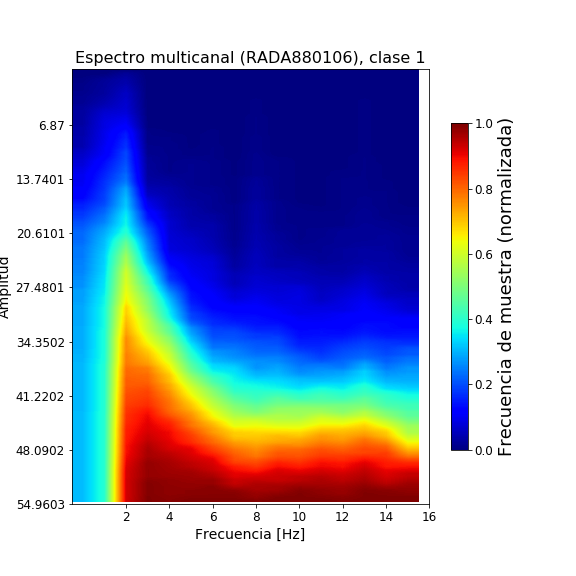 Espectro multicanal (RADA880106), clase 1
Amplitud
6.87
13.7401
20.6101
27.4801
34.3502
41.2202
48.0902
54.9603
2 4 6 8 10 12 14 16
Frecuencia [Hz]
1.0
0.8
0.6
0.4
0.2
0.0
Frecuencia de muestra (normalizada)